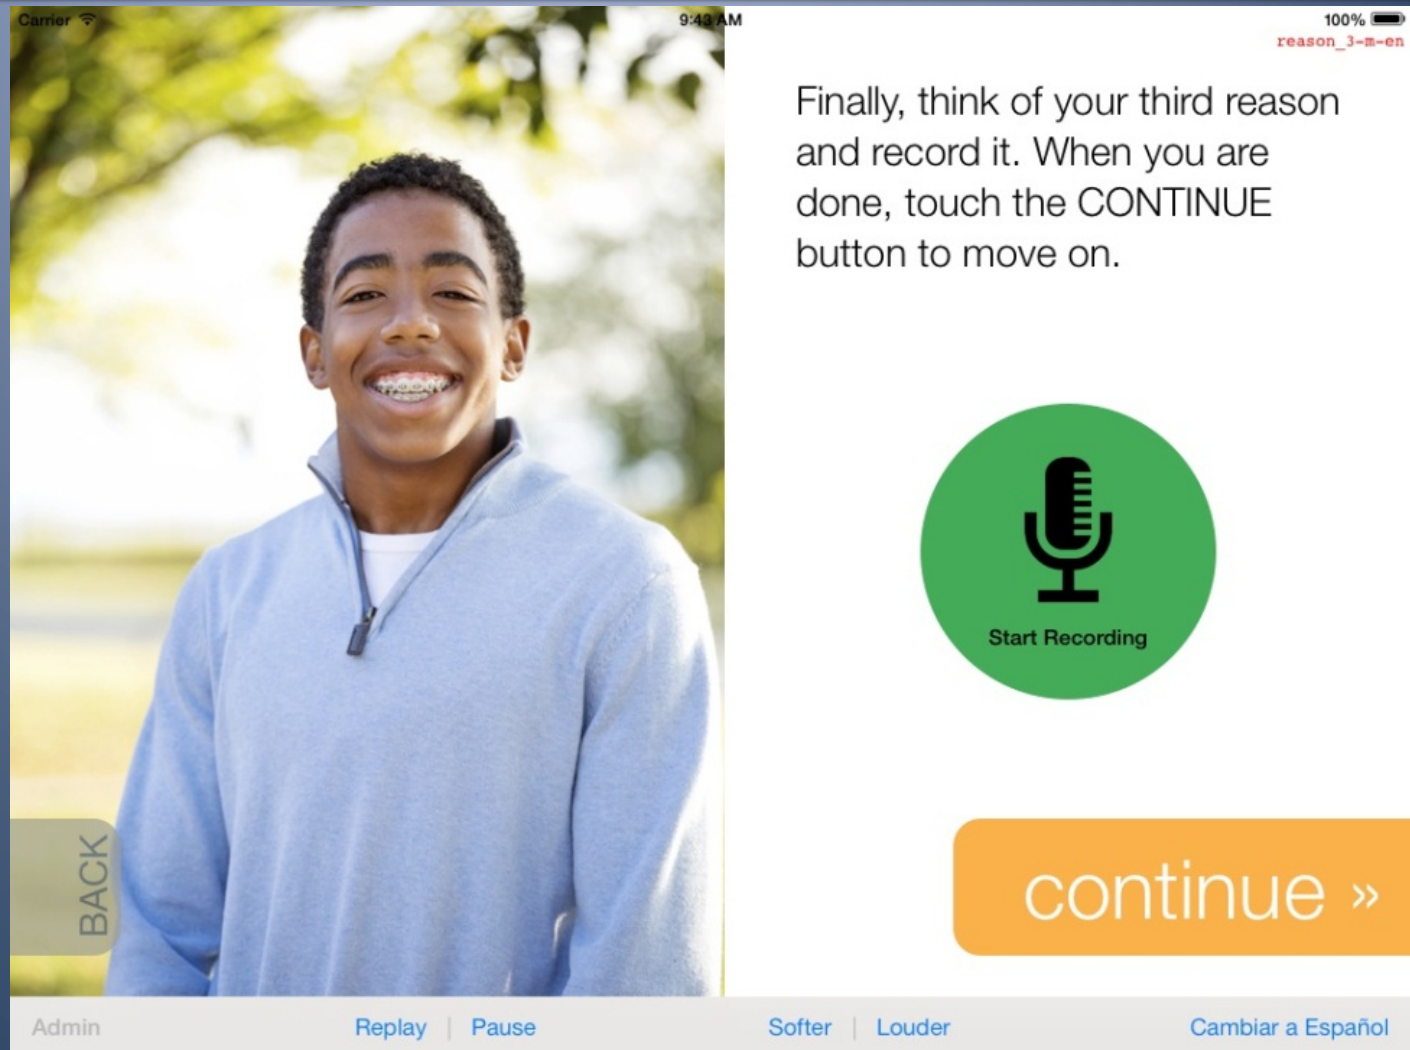 Carrier 9:43 AM 100%
reason_3-m-en
Finally, think of your third reason
and record it. When you are
done, touch the CONTINUE
button to move on.
Start Recording
BACK
continue »
Admin Replay | Pause Softer | Louder Cambiar a Español